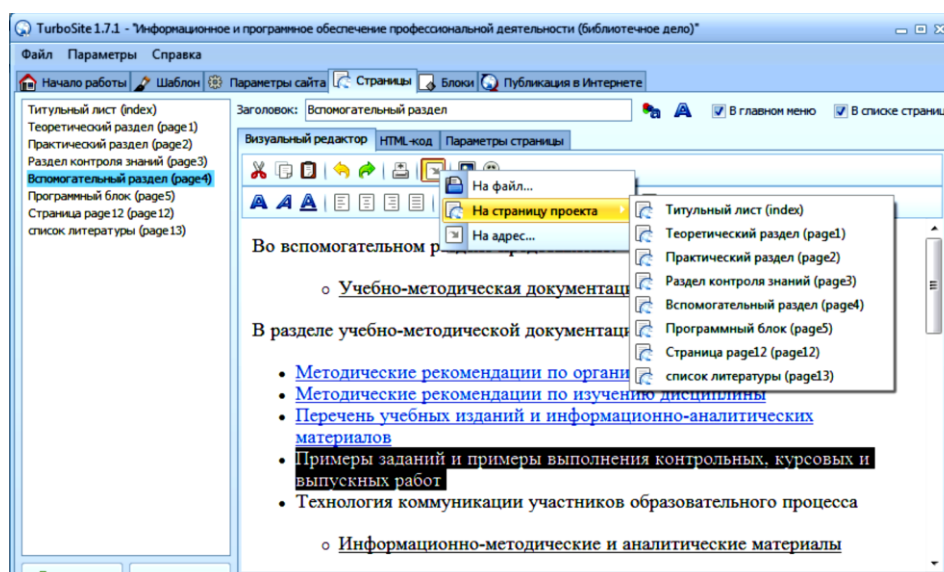 TurboSite 1.7.1 - "Информационное и программное обеспечение профессиональной деятельности (библиотечное дело)"
Файл Параметры Справка
Начало работы Шаблон Параметры сайта Страницы Блоки Публикация в Интернете
Титульный лист (index)
Теоретический раздел (page1)
Практический раздел (page2)
Раздел контроля знаний (page3)
Вспомогательный раздел (page4)
Программный блок (page5)
Страница page12 (page12)
список литературы (page13)
Заголовок: Вспомогательный раздел
В главном меню В списке страниц
Визуальный редактор HTML-код Параметры страницы
На файл...
На страницу проекта
На адрес...
Титульный лист (index)
Теоретический раздел (page1)
Практический раздел (page2)
Раздел контроля знаний (page3)
Вспомогательный раздел (page4)
Программный блок (page5)
Страница page12 (page12)
список литературы (page13)
Во вспомогательном
Учебно-методическая документаци
В разделе учебно-методической документаци
Методические рекомендации по органи
Методические рекомендации по изучению дисциплины
Перечень учебных изданий и информационно-аналитических
материалов
Примеры заданий и примеры выполнения контрольных, курсовых и
выпускных работ
Технология коммуникации участников образовательного процесса
Информационно-методические и аналитические материалы